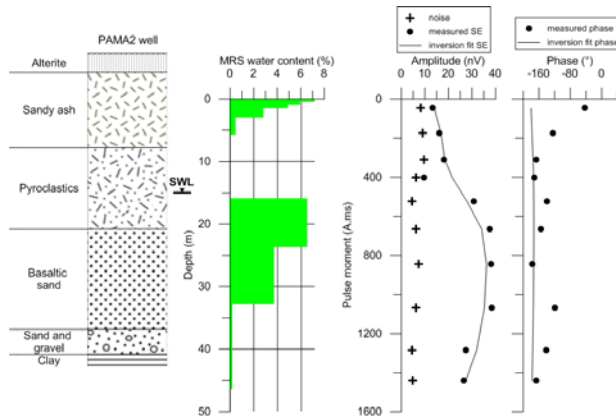 PAMA2 well
Alterite
Sandy ash
Pyroclastics
SWL
Basaltic
sand
Sand and
gravel
Clay
MRS water content (%)
0 2 4 6 8
Depth (m)
0
10
20
30
40
50
noise
measured SE
inversion fit SE
Amplitude (nV)
0 10 20 30 40 50
Pulse moment (A.ms)
0
400
800
1200
1600
measured phase
inversion fit phase
Phase (°)
-160 -80 0